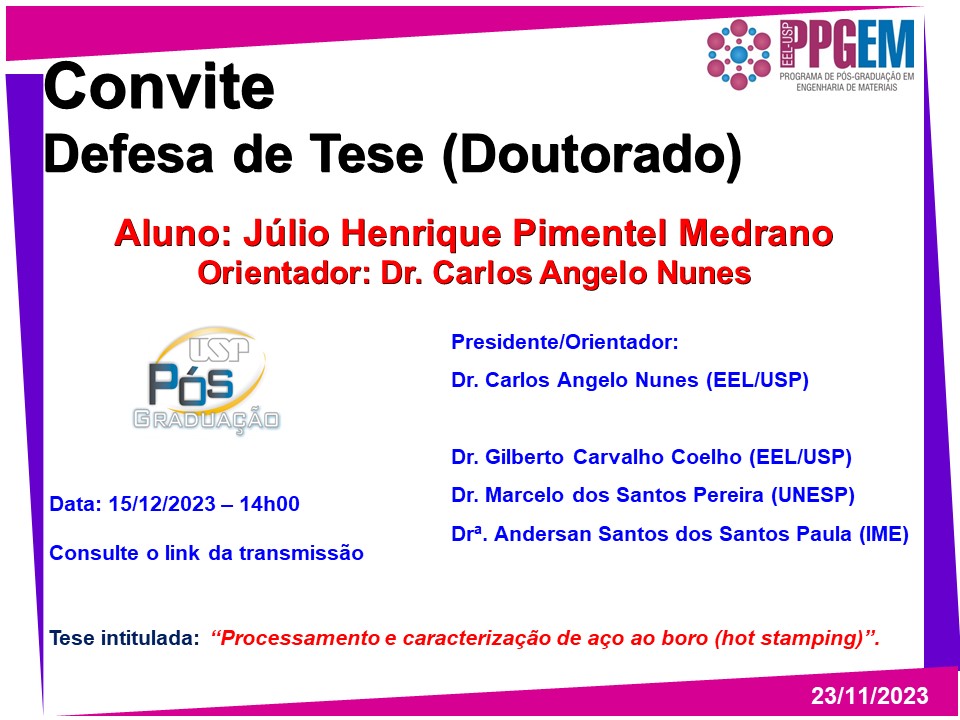 EEL-USP
PPGEM
PROGRAMA DE PÓS-GRADUAÇÃO EM
ENGENHARIA DE MATERIAIS
Convite
Defesa de Tese (Doutorado)
Aluno: Júlio Henrique Pimentel Medrano
Orientador: Dr. Carlos Angelo Nunes
USP
Pós
GRADUAÇÃO
Presidente/Orientador:
Dr. Carlos Angelo Nunes (EEL/USP)
Dr. Gilberto Carvalho Coelho (EEL/USP)
Dr. Marcelo dos Santos Pereira (UNESP)
Drª. Andersan Santos dos Santos Paula (IME)
Data: 15/12/2023 – 14h00
Consulte o link da transmissão
Tese intitulada: “Processamento e caracterização de aço ao boro (hot stamping)”.
23/11/2023